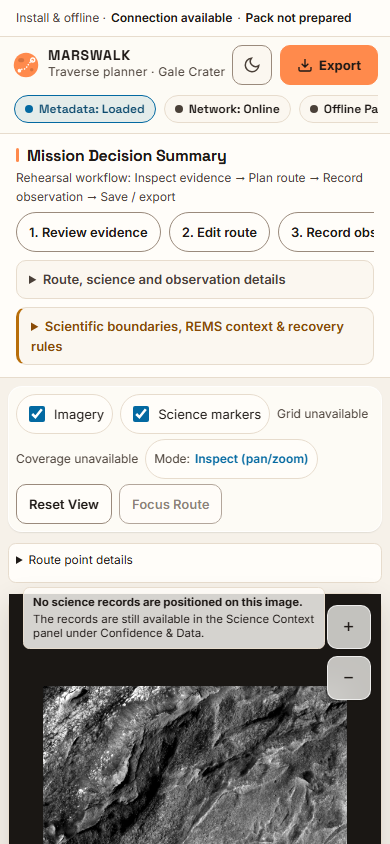 Install & offline · Connection available · Pack not prepared
MARSWALK
Traverse planner · Gale Crater
Export
Metadata: Loaded
Network: Online
Offline Pa
Mission Decision Summary
Rehearsal workflow: Inspect evidence → Plan route → Record
observation → Save / export
1. Review evidence
2. Edit route
3. Record obs
Route, science and observation details
Scientific boundaries, REMS context & recovery
rules
Imagery
Science markers
Grid unavailable
Coverage unavailable
Mode: Inspect (pan/zoom)
Reset View
Focus Route
Route point details
No science records are positioned on this image.
The records are still available in the Science Context
panel under Confidence & Data.
+
−